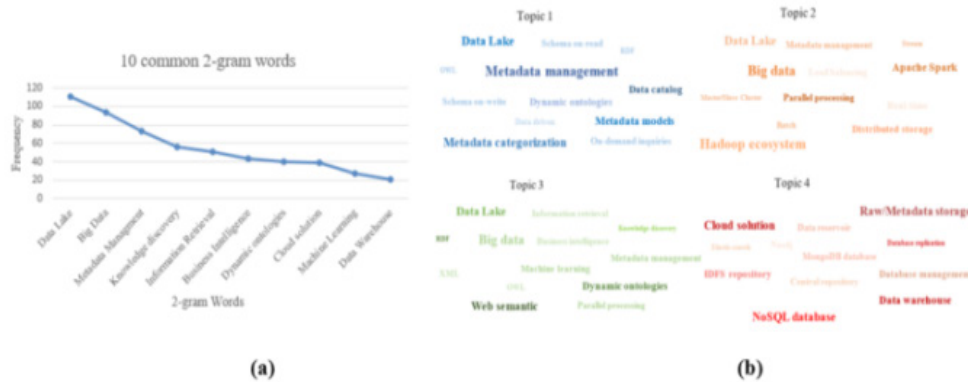 10 common 2-gram words
Frequency
120
100
80
60
40
20
0
Data Lake
Big Data
Metadata Managment
Knowledge discovery
Information Retrieval
Business Intelligence
Dynamic ontologies
Cloud solution
Machine Learning
Data Warehouse
2-gram Words
(a)
Topic 1
Data Lake
Schema on read
RDF
OWL
Metadata management
Data catalog
Schema on write
Dynamic ontologies
Data driven
Metadata models
Metadata categorization
On-demand inquiries
Topic 2
Data Lake
Metadata management
Big data
Load balancing
Apache Spark
Parallel processing
Batch
Distributed storage
Hadoop ecosystem
Topic 3
Data Lake
Information retrieval
Knowledge discovery
RDF
Big data
Business intelligence
Metadata management
Machine learning
OWL
Dynamic ontologies
Web semantic
Parallel processing
Topic 4
Raw/Metadata storage
Cloud solution
Data reservoir
Database replication
MongoDB database
Central repository
Database management
Data warehouse
NoSQL database
(b)